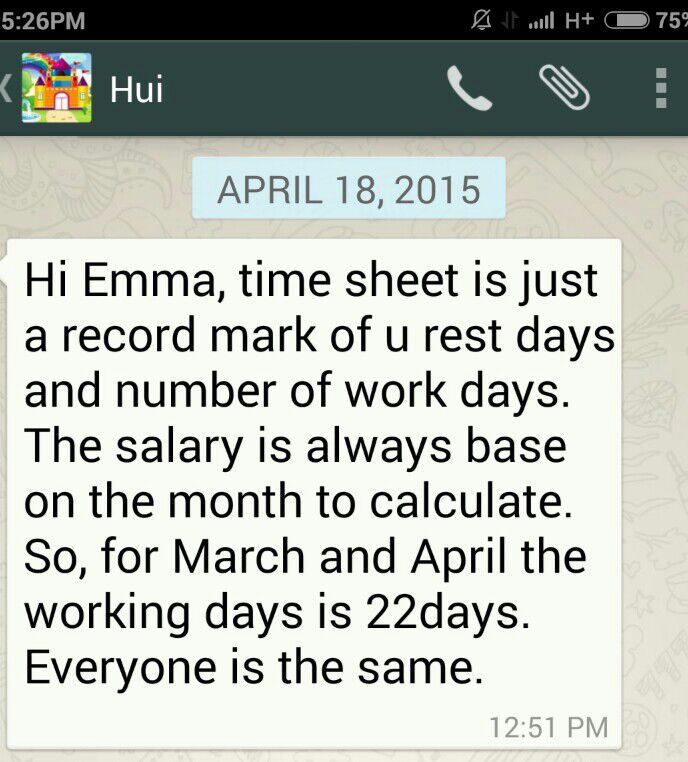 5:26PM H+ 75%
Hui
APRIL 18, 2015
Hi Emma, time sheet is just
a record mark of u rest days
and number of work days.
The salary is always base
on the month to calculate.
So, for March and April the
working days is 22days.
Everyone is the same.
12:51 PM